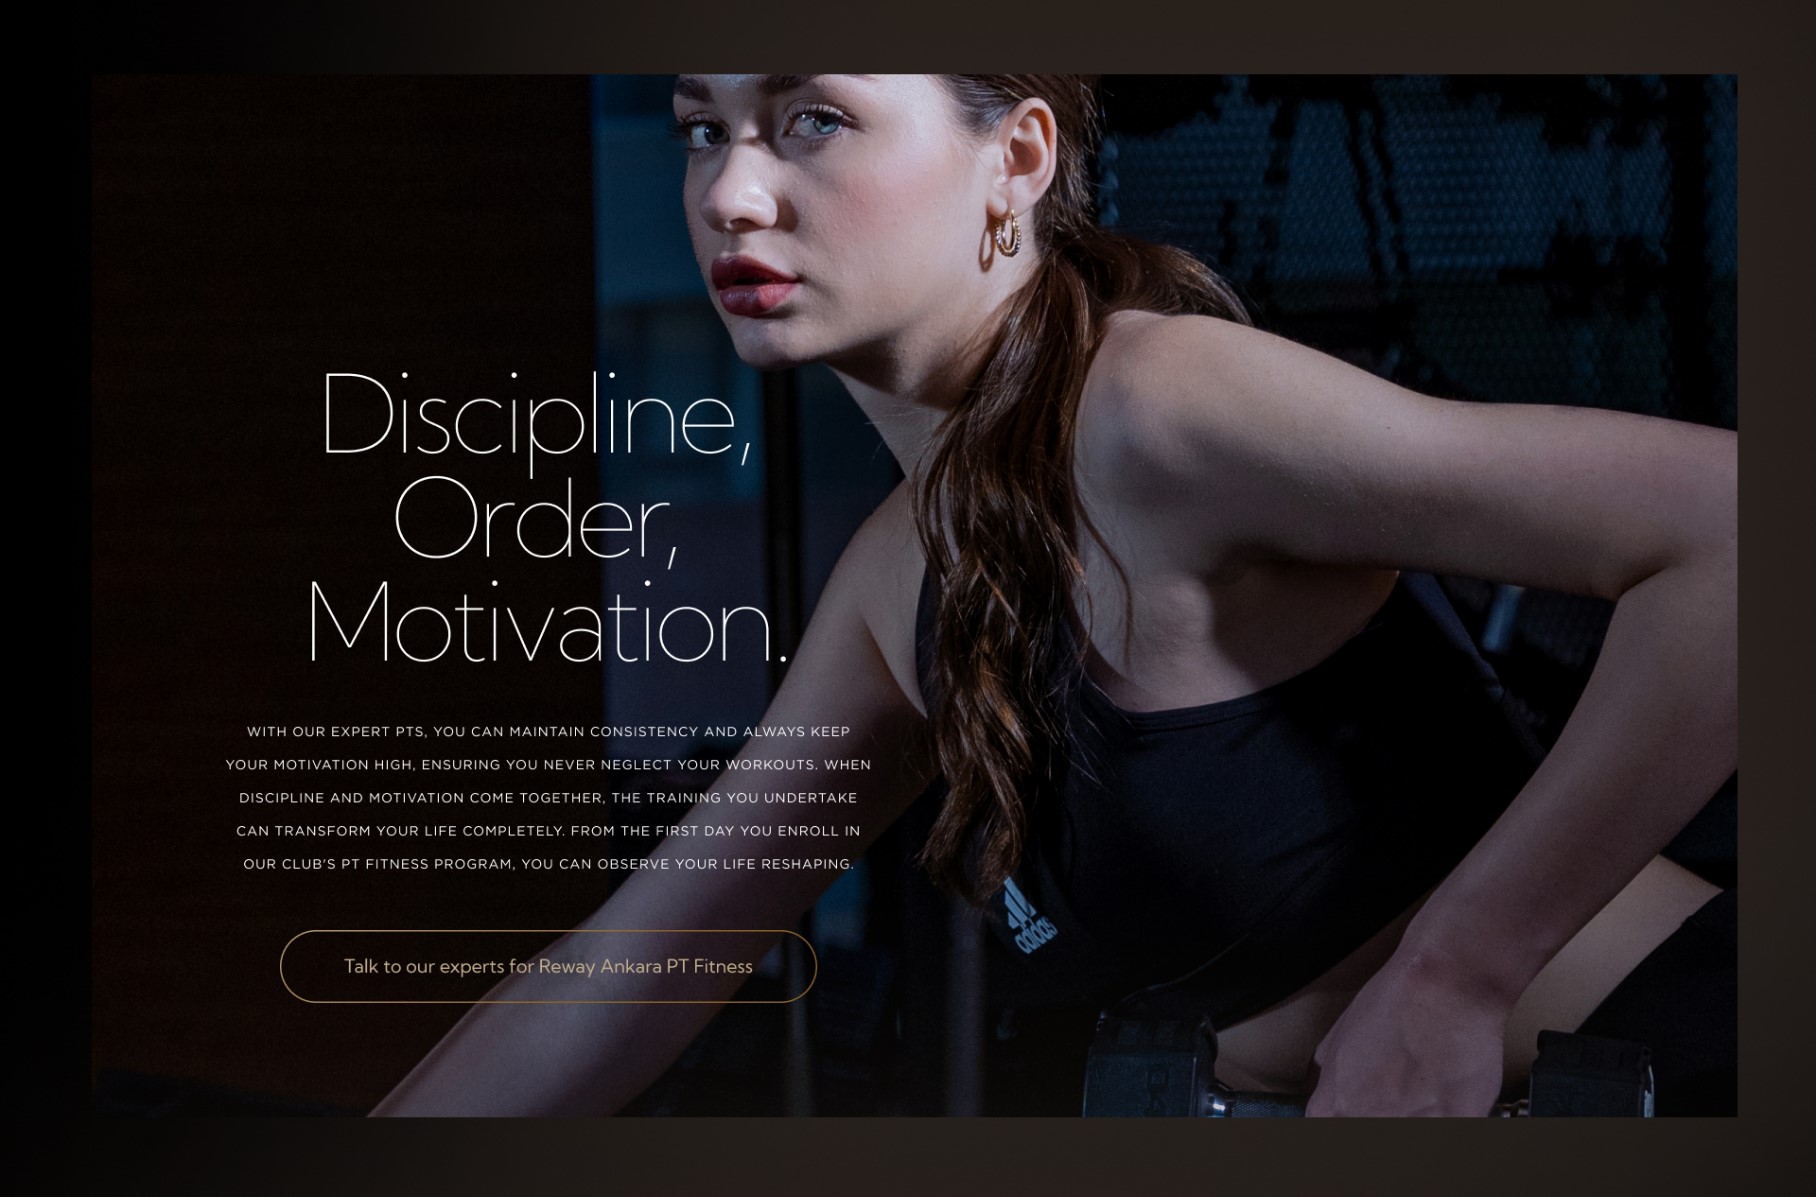 Discipline,
Order,
Motivation.
WITH OUR EXPERT PTS, YOU CAN MAINTAIN CONSISTENCY AND ALWAYS KEEP
YOUR MOTIVATION HIGH, ENSURING YOU NEVER NEGLECT YOUR WORKOUTS. WHEN
DISCIPLINE AND MOTIVATION COME TOGETHER, THE TRAINING YOU UNDERTAKE
CAN TRANSFORM YOUR LIFE COMPLETELY. FROM THE FIRST DAY YOU ENROLL IN
OUR CLUB'S PT FITNESS PROGRAM, YOU CAN OBSERVE YOUR LIFE RESHAPING.
adidas
Talk to our experts for Reway Ankara PT Fitness